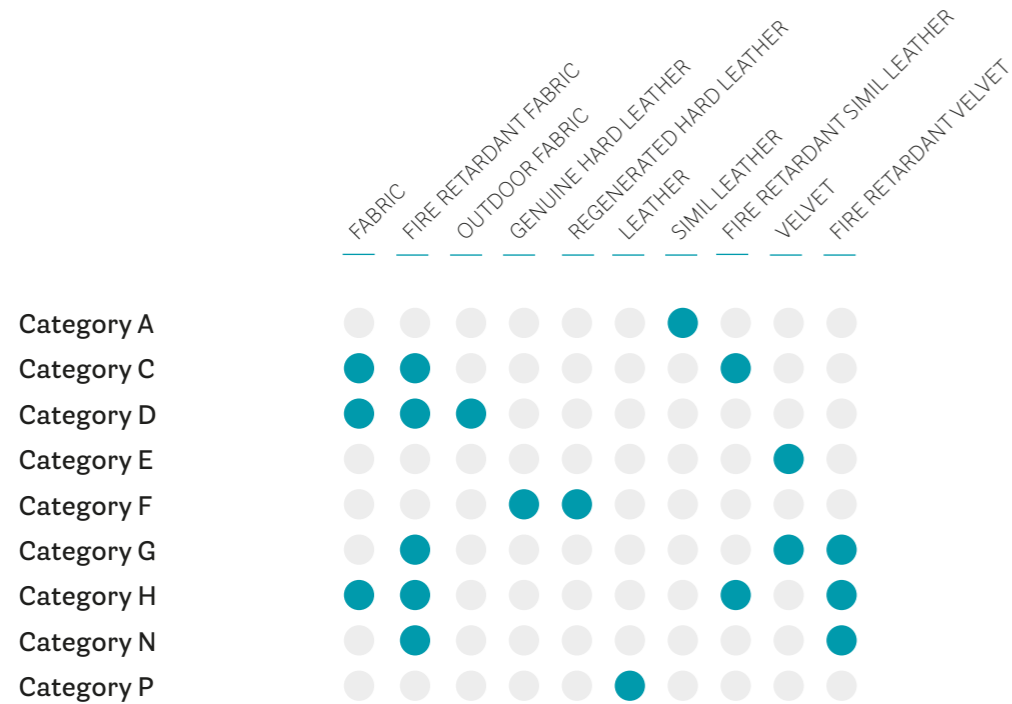 FABRIC
FIRE RETARDANT FABRIC
OUTDOOR FABRIC
GENUINE HARD LEATHER
REGENERATED HARD LEATHER
LEATHER
SIMIL LEATHER
FIRE RETARDANT SIMIL LEATHER
VELVET
FIRE RETARDANT VELVET
Category A
Category C
Category D
Category E
Category F
Category G
Category H
Category N
Category P